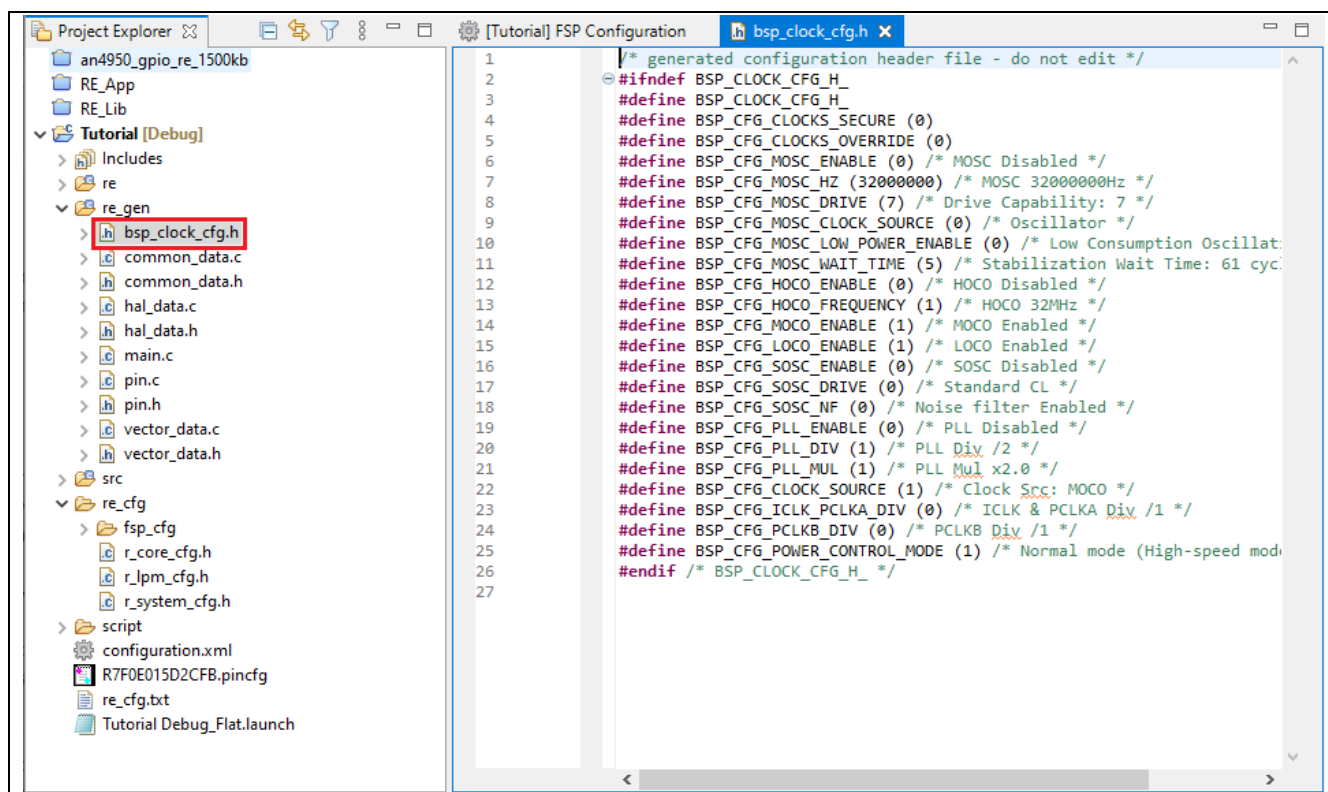 Project Explorer
an4950_gpio_re_1500kb
RE_App
RE_Lib
Tutorial [Debug]
Includes
re
re_gen
bsp_clock_cfg.h
common_data.c
common_data.h
hal_data.c
hal_data.h
main.c
pin.c
pin.h
vector_data.c
vector_data.h
src
re_cfg
fsp_cfg
r_core_cfg.h
r_lpm_cfg.h
r_system_cfg.h
script
configuration.xml
R7F0E015D2CFB.pincfg
re_cfg.txt
Tutorial Debug_Flat.launch
[Tutorial] FSP Configuration
bsp_clock_cfg.h
1 /* generated configuration header file - do not edit */
2 #ifndef BSP_CLOCK_CFG_H_
3 #define BSP_CLOCK_CFG_H_
4 #define BSP_CFG_CLOCKS_SECURE (0)
5 #define BSP_CFG_CLOCKS_OVERRIDE (0)
6 #define BSP_CFG_MOSC_ENABLE (0) /* MOSC Disabled */
7 #define BSP_CFG_MOSC_HZ (32000000) /* MOSC 32000000Hz */
8 #define BSP_CFG_MOSC_DRIVE (7) /* Drive Capability: 7 */
9 #define BSP_CFG_MOSC_CLOCK_SOURCE (0) /* Oscillator */
10 #define BSP_CFG_MOSC_LOW_POWER_ENABLE (0) /* Low Consumption Oscillat
11 #define BSP_CFG_MOSC_WAIT_TIME (5) /* Stabilization Wait Time: 61 cyc
12 #define BSP_CFG_HOCO_ENABLE (0) /* HOCO Disabled */
13 #define BSP_CFG_HOCO_FREQUENCY (1) /* HOCO 32MHz */
14 #define BSP_CFG_MOCO_ENABLE (1) /* MOCO Enabled */
15 #define BSP_CFG_LOCO_ENABLE (1) /* LOCO Enabled */
16 #define BSP_CFG_SOSC_ENABLE (0) /* SOSC Disabled */
17 #define BSP_CFG_SOSC_DRIVE (0) /* Standard CL */
18 #define BSP_CFG_SOSC_NF (0) /* Noise filter Enabled */
19 #define BSP_CFG_PLL_ENABLE (0) /* PLL Disabled */
20 #define BSP_CFG_PLL_DIV (1) /* PLL Div /2 */
21 #define BSP_CFG_PLL_MUL (1) /* PLL Mul x2.0 */
22 #define BSP_CFG_CLOCK_SOURCE (1) /* Clock Src: MOCO */
23 #define BSP_CFG_ICLK_PCLKA_DIV (0) /* ICLK & PCLKA Div /1 */
24 #define BSP_CFG_PCLKB_DIV (0) /* PCLKB Div /1 */
25 #define BSP_CFG_POWER_CONTROL_MODE (1) /* Normal mode (High-speed mod
26 #endif /* BSP_CLOCK_CFG_H_ */
27